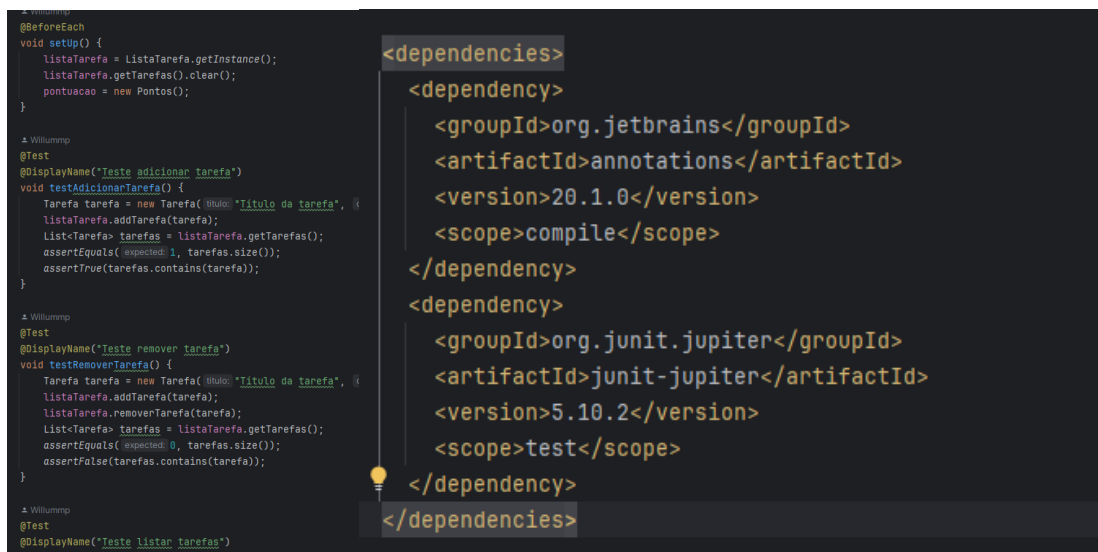 Willummp
@BeforeEach
void setUp() {
listaTarefa = ListaTarefa.getInstance();
listaTarefa.getTarefas().clear();
pontuacao = new Pontos();
}
Willummp
@Test
@DisplayName("Teste adicionar tarefa")
void testAdicionarTarefa() {
Tarefa tarefa = new Tarefa( titulo: "Título da tarefa",
listaTarefa.addTarefa(tarefa);
List<Tarefa> tarefas = listaTarefa.getTarefas();
assertEquals( expected: 1, tarefas.size());
assertTrue(tarefas.contains(tarefa));
}
Willummp
@Test
@DisplayName("Teste remover tarefa")
void testRemoverTarefa() {
Tarefa tarefa = new Tarefa( titulo: "Título da tarefa",
listaTarefa.addTarefa(tarefa);
listaTarefa.removerTarefa(tarefa);
List<Tarefa> tarefas = listaTarefa.getTarefas();
assertEquals( expected: 0, tarefas.size());
assertFalse(tarefas.contains(tarefa));
}
Willummp
@Test
@DisplayName("Teste listar tarefas")
<dependencies>
<dependency>
<groupId>org.jetbrains</groupId>
<artifactId>annotations</artifactId>
<version>20.1.0</version>
<scope>compile</scope>
</dependency>
<dependency>
<groupId>org.junit.jupiter</groupId>
<artifactId>junit-jupiter</artifactId>
<version>5.10.2</version>
<scope>test</scope>
</dependency>
</dependencies>